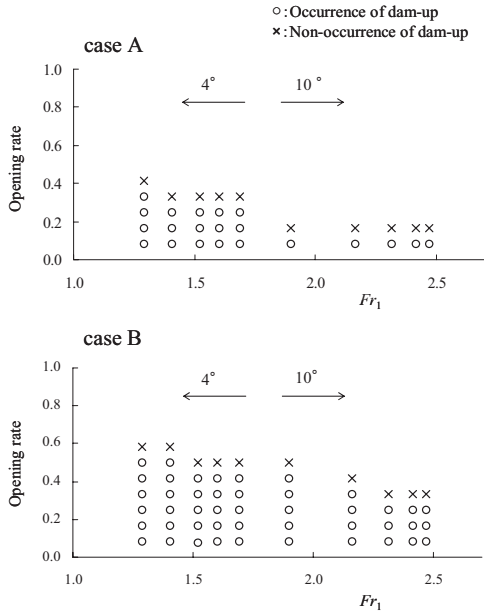 ○:Occurrence of dam-up
×:Non-occurrence of dam-up
case A
4°
10°
Opening rate
1.0
0.8
0.6
0.4
0.2
0.0
1.0 1.5 2.0 2.5
Fr₁
case B
4°
10°
Opening rate
1.0
0.8
0.6
0.4
0.2
0.0
1.0 1.5 2.0 2.5
Fr₁